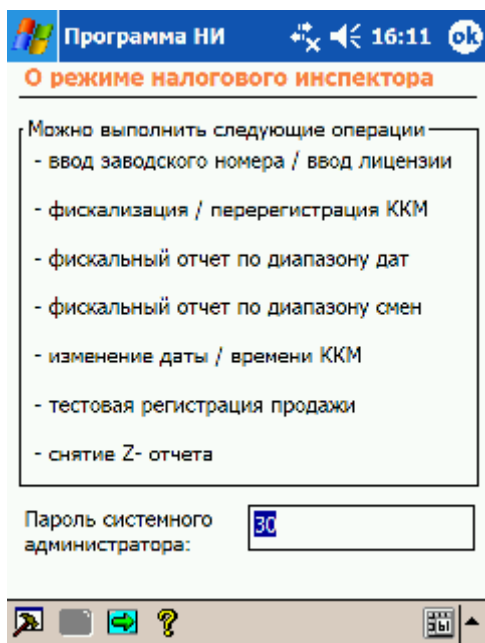 Программа НИ 16:11 ok
О режиме налогового инспектора
Можно выполнить следующие операции
- ввод заводского номера / ввод лицензии
- фискализация / перерегистрация ККМ
- фискальный отчет по диапазону дат
- фискальный отчет по диапазону смен
- изменение даты / времени ККМ
- тестовая регистрация продажи
- снятие Z- отчета
Пароль системного
администратора:
30